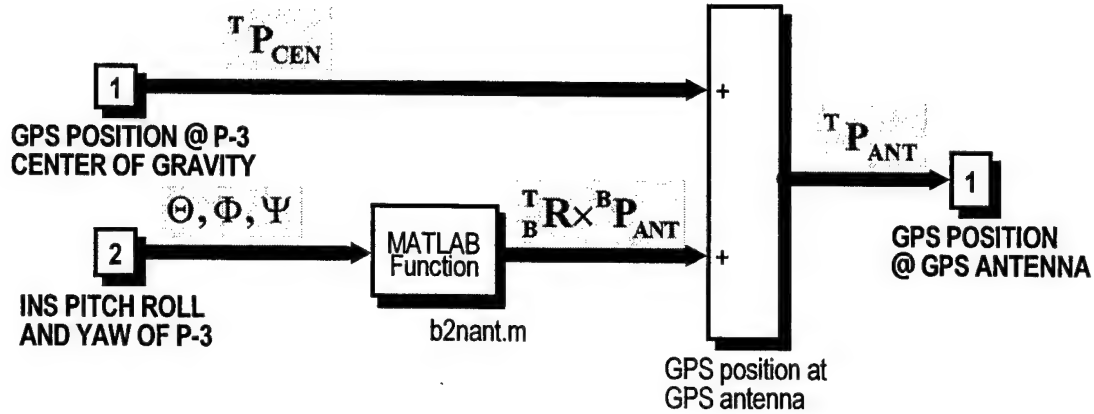 ᵀP_CEN
1
+
GPS POSITION @ P-3
CENTER OF GRAVITY
ᵀP_ANT
1
GPS POSITION
@ GPS ANTENNA
Θ, Φ, Ψ
2
MATLAB
Function
ᵀ_B R×ᴮP_ANT
+
INS PITCH ROLL
AND YAW OF P-3
b2nant.m
GPS position at
GPS antenna